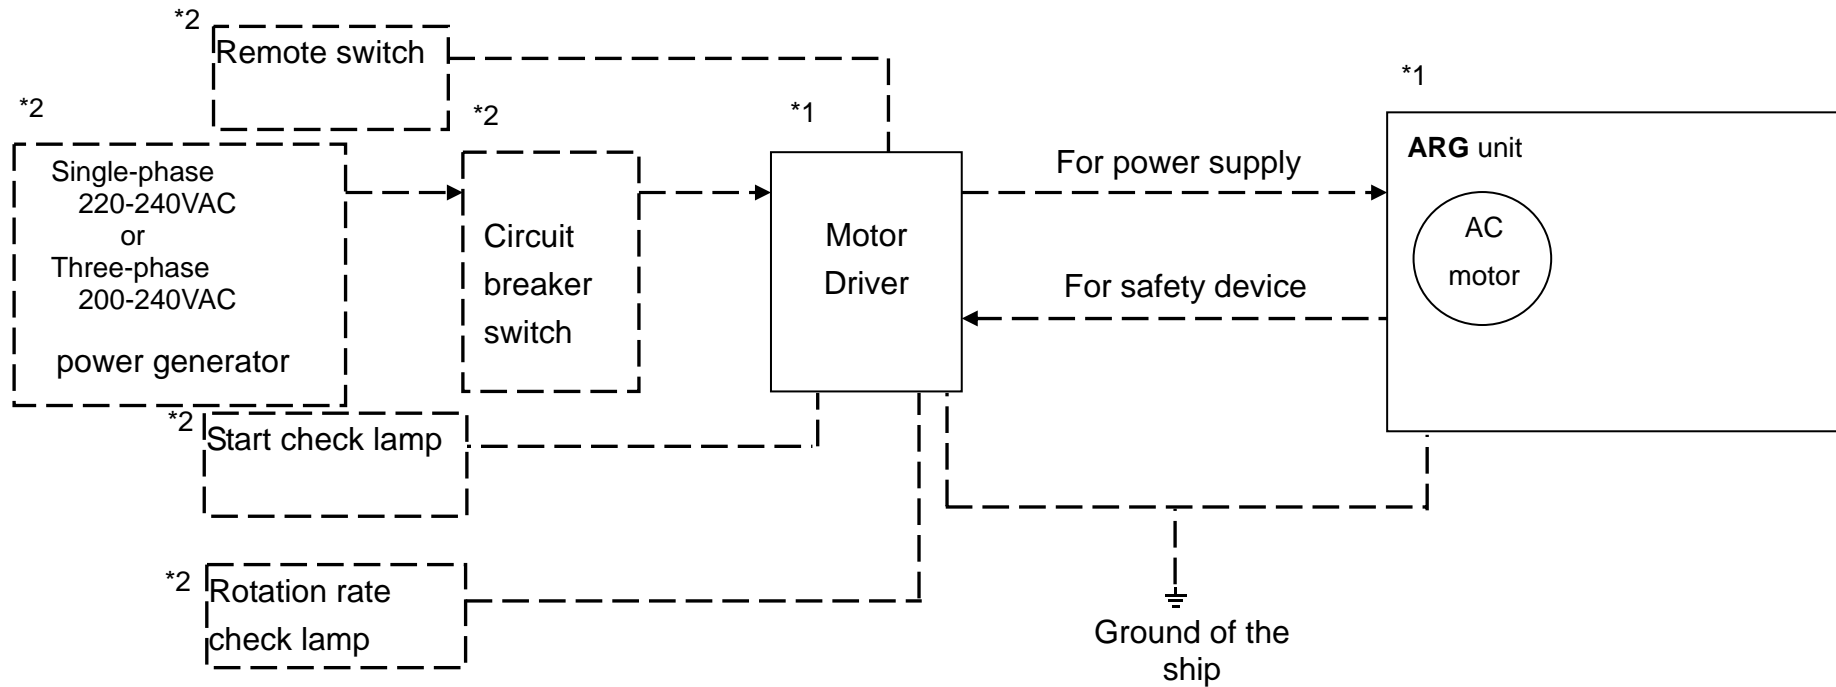 *2
Remote switch
*2
Single-phase
220-240VAC
or
Three-phase
200-240VAC
power generator
*2
Circuit
breaker
switch
*1
Motor
Driver
For power supply
For safety device
*1
ARG unit
AC
motor
*2
Start check lamp
*2
Rotation rate
check lamp
Ground of the
ship